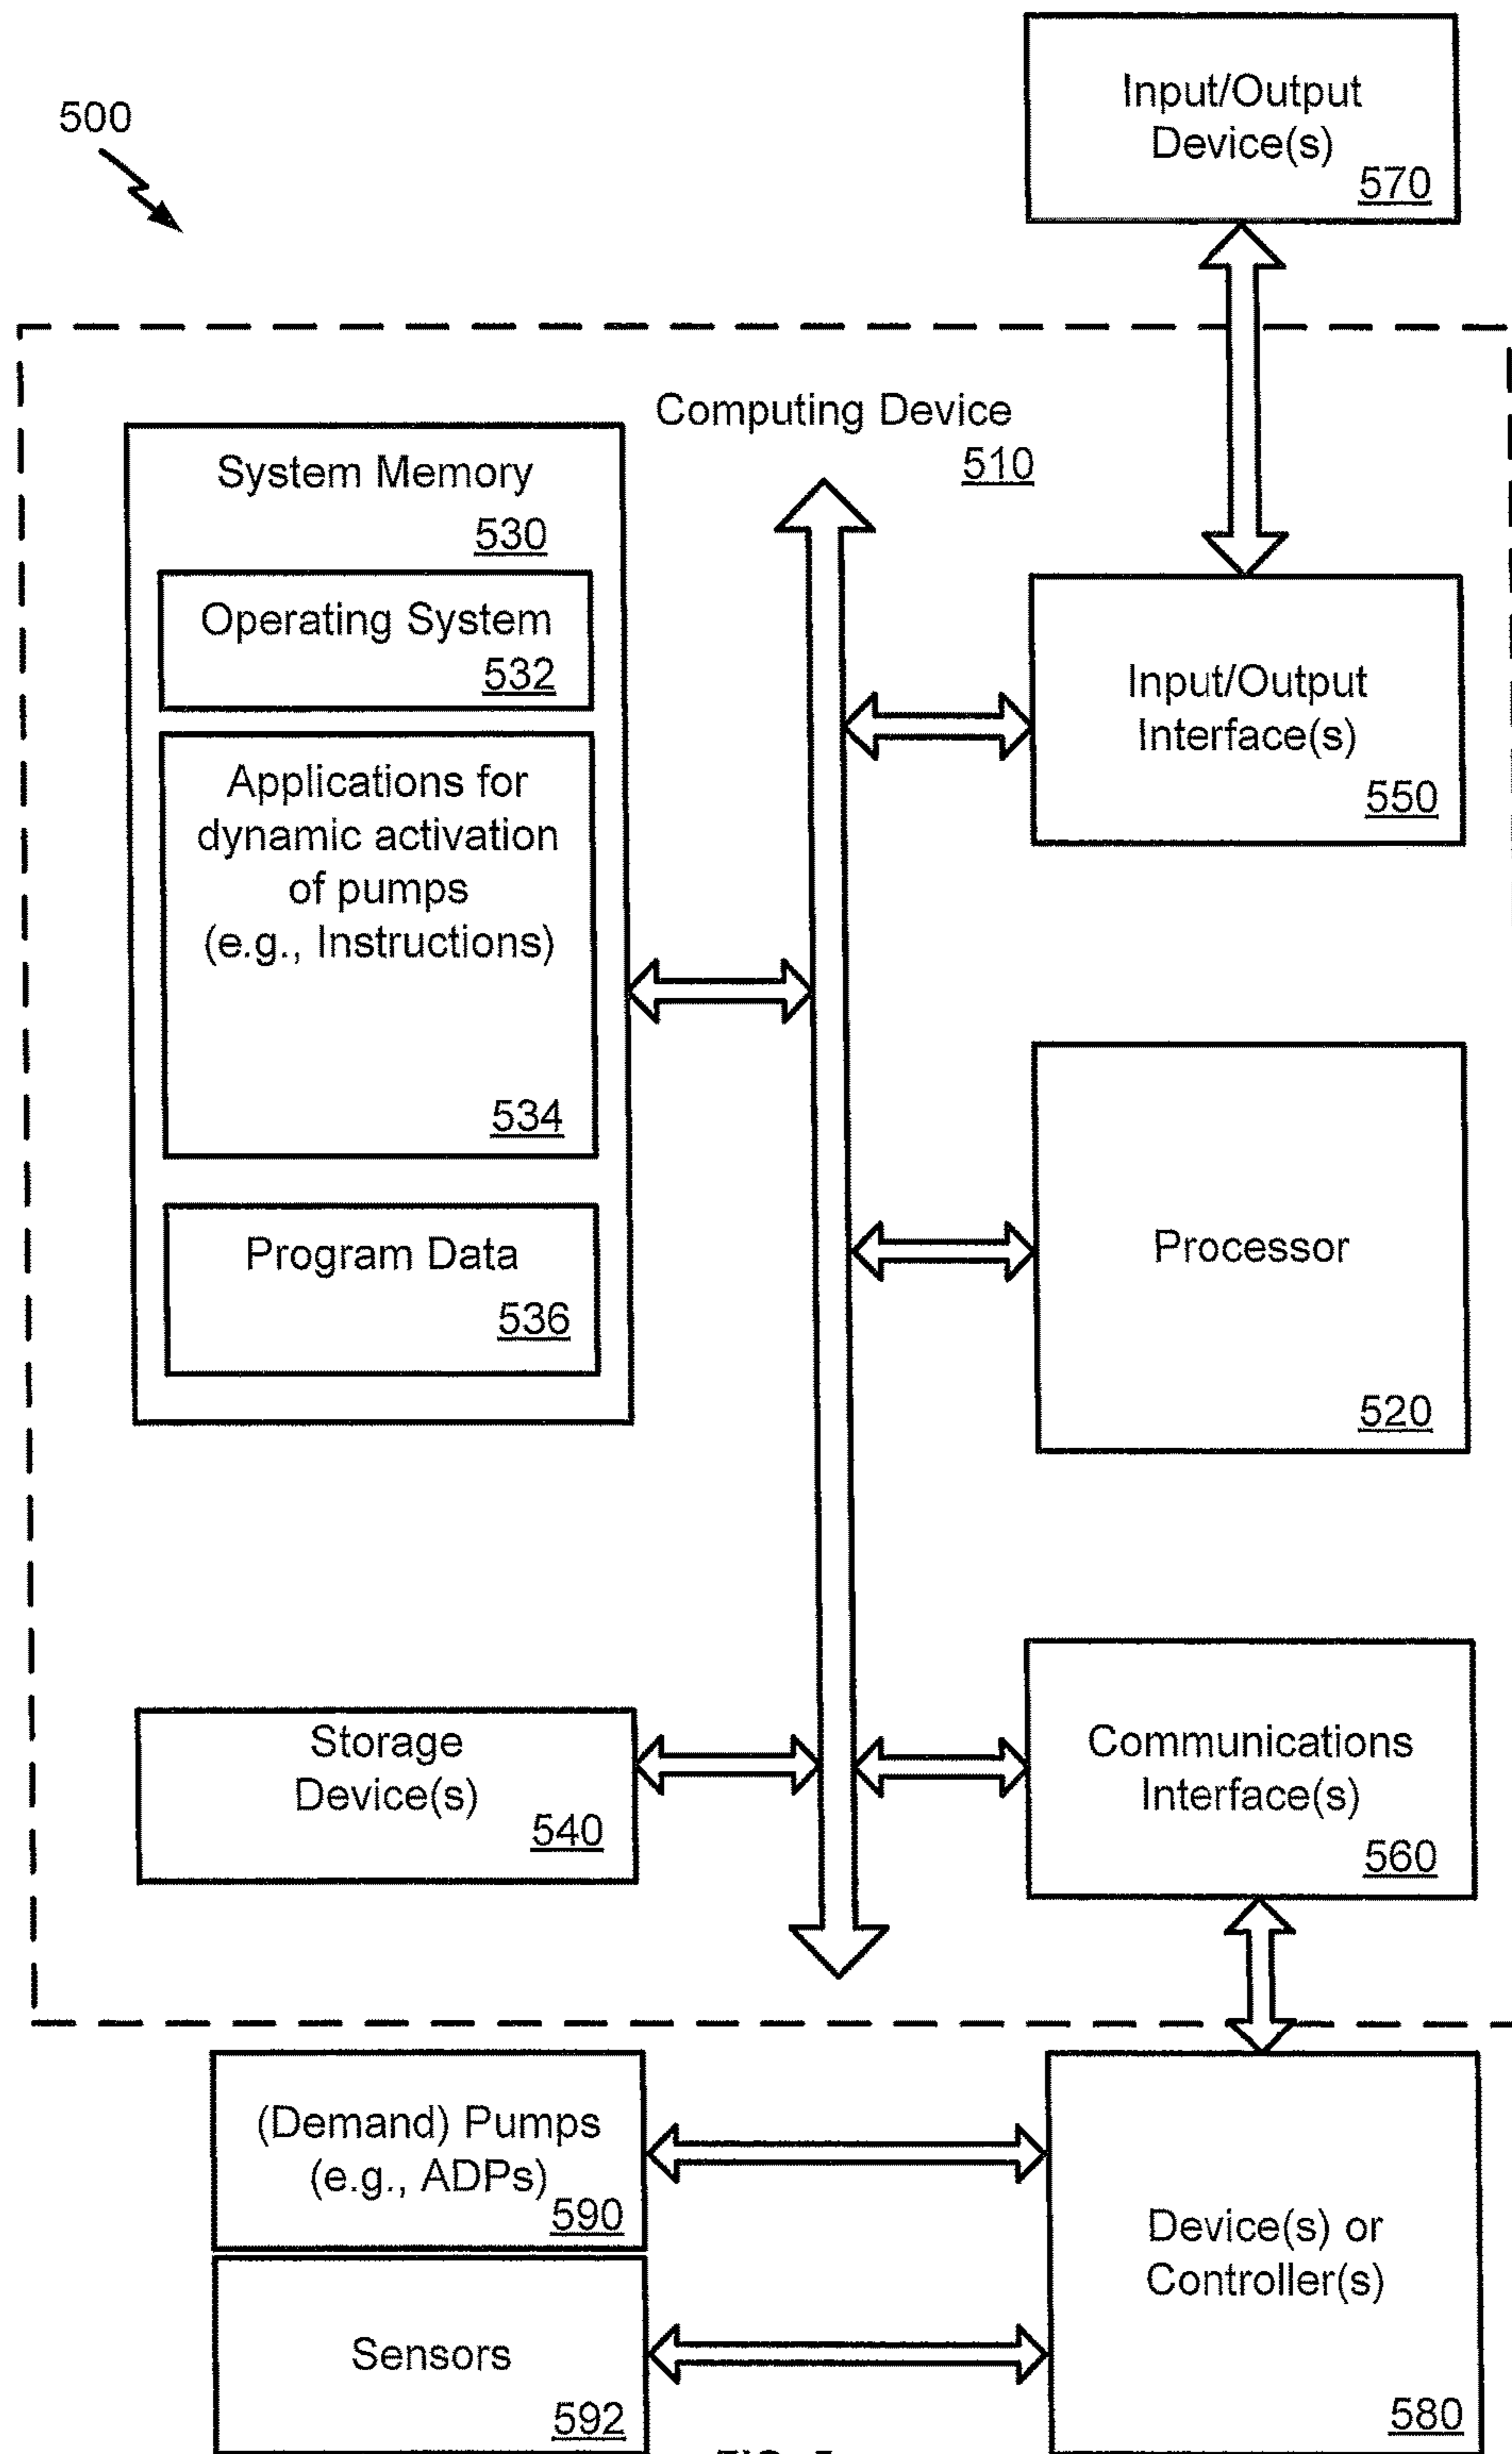 500
Input/Output
Device(s)
570
Computing Device
510
System Memory
530
Operating System
532
Applications for
dynamic activation
of pumps
(e.g., Instructions)
534
Program Data
536
Input/Output
Interface(s)
550
Processor
520
Storage
Device(s)
540
Communications
Interface(s)
560
(Demand) Pumps
(e.g., ADPs)
590
Sensors
592
Device(s) or
Controller(s)
580